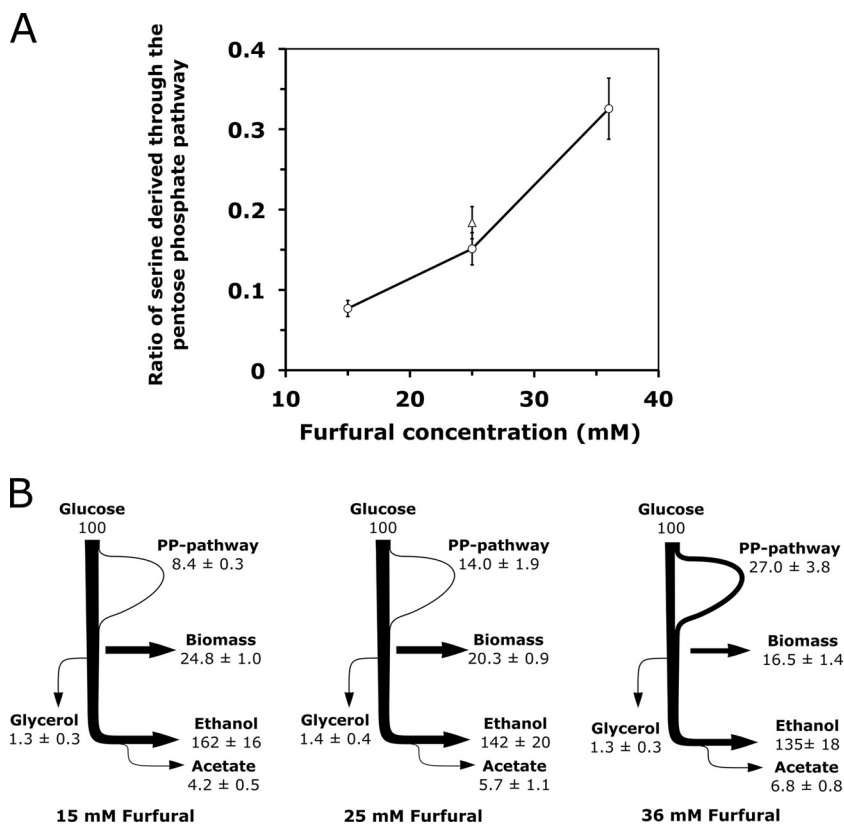 A
Ratio of serine derived through the
pentose phosphate pathway
0.4
0.3
0.2
0.1
0
10
20
30
40
Furfural concentration (mM)
B
Glucose
100
PP-pathway
8.4 ± 0.3
Biomass
24.8 ± 1.0
Glycerol
1.3 ± 0.3
Ethanol
162 ± 16
Acetate
4.2 ± 0.5
15 mM Furfural
Glucose
100
PP-pathway
14.0 ± 1.9
Biomass
20.3 ± 0.9
Glycerol
1.4 ± 0.4
Ethanol
142 ± 20
Acetate
5.7 ± 1.1
25 mM Furfural
Glucose
100
PP-pathway
27.0 ± 3.8
Biomass
16.5 ± 1.4
Glycerol
1.3 ± 0.3
Ethanol
135± 18
Acetate
6.8 ± 0.8
36 mM Furfural